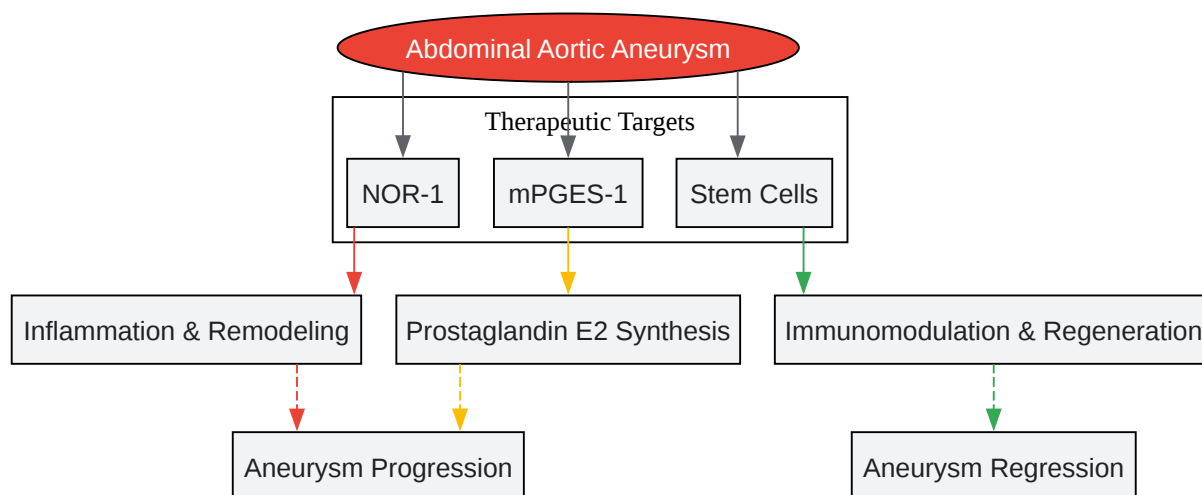 Abdominal Aortic Aneurysm
Therapeutic Targets
NOR-1
mPGES-1
Stem Cells
Inflammation & Remodeling
Prostaglandin E2 Synthesis
Immunomodulation & Regeneration
Aneurysm Progression
Aneurysm Regression